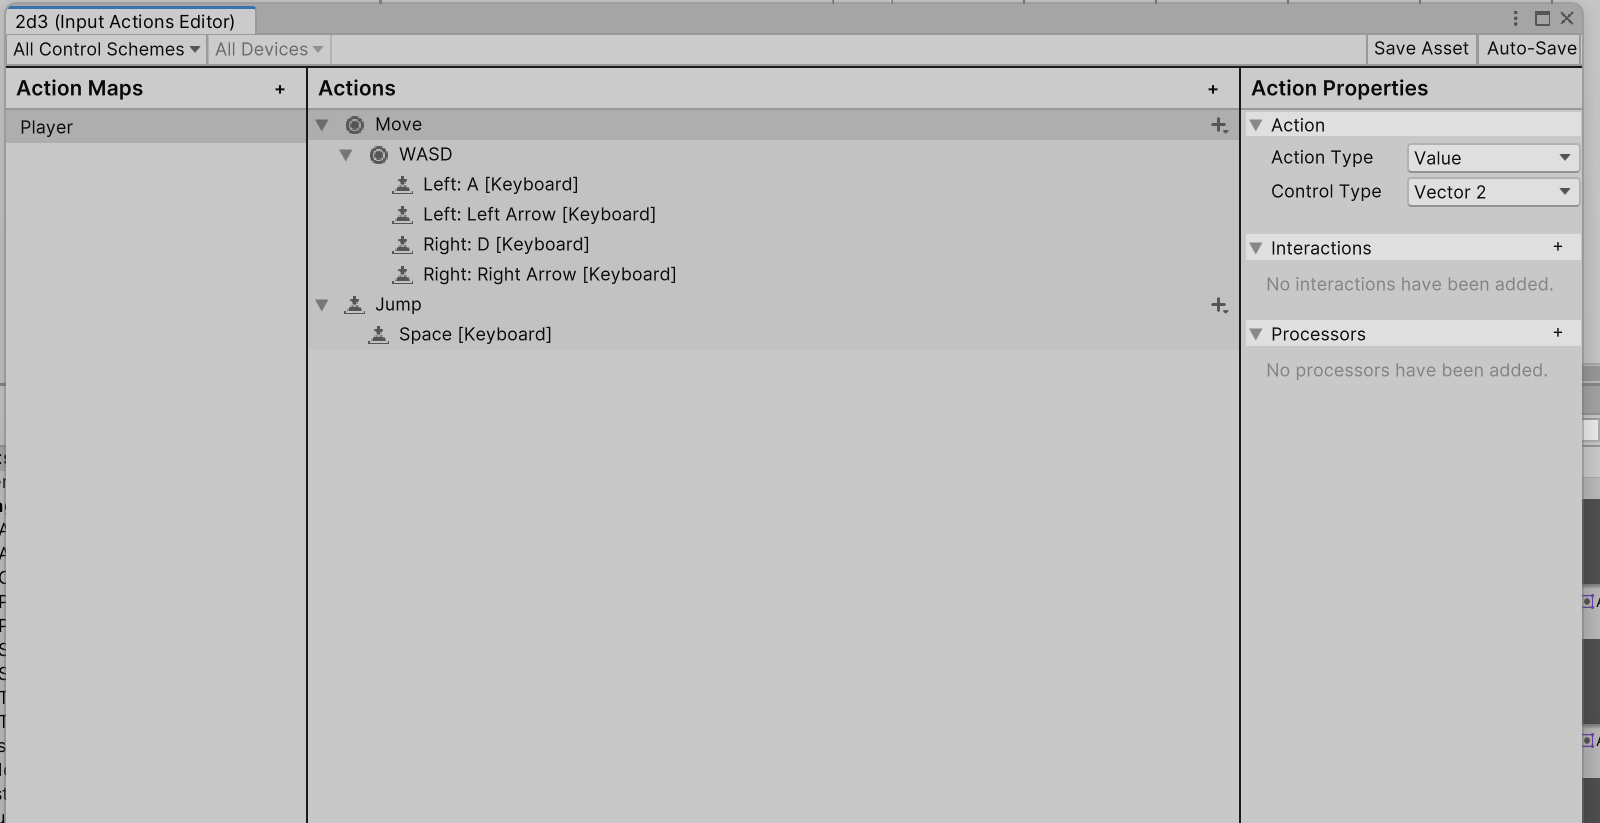 2d3 (Input Actions Editor)
All Control Schemes
All Devices
Save Asset
Auto-Save
Action Maps
Player
Actions
Move
WASD
Left: A [Keyboard]
Left: Left Arrow [Keyboard]
Right: D [Keyboard]
Right: Right Arrow [Keyboard]
Jump
Space [Keyboard]
Action Properties
Action
Action Type
Value
Control Type
Vector 2
Interactions
No interactions have been added.
Processors
No processors have been added.